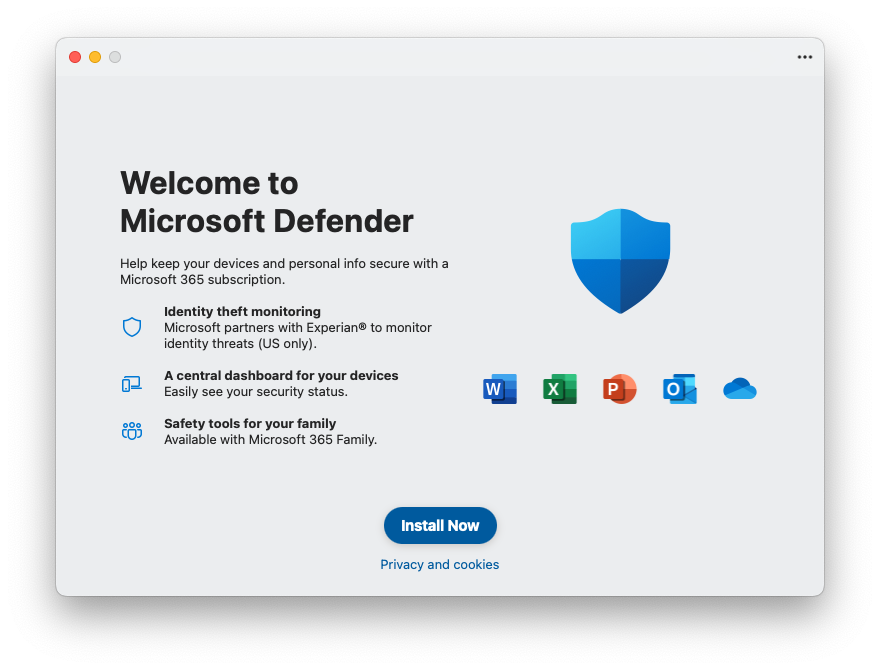 Welcome to
Microsoft Defender
Help keep your devices and personal info secure with a
Microsoft 365 subscription.
Identity theft monitoring
Microsoft partners with Experian® to monitor
identity threats (US only).
A central dashboard for your devices
Easily see your security status.
Safety tools for your family
Available with Microsoft 365 Family.
W X P O
Install Now
Privacy and cookies